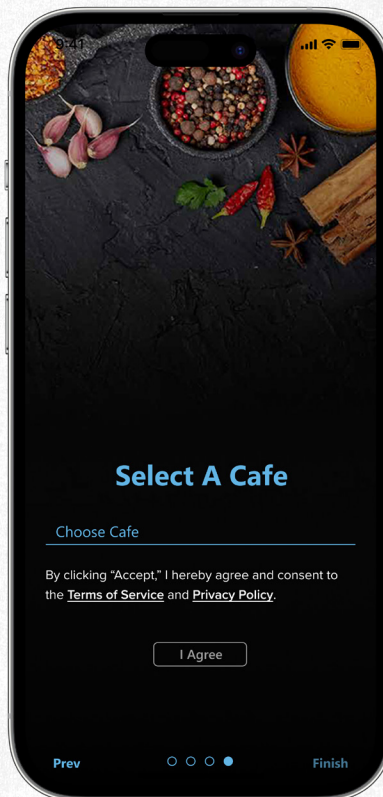 9:41
Select A Cafe
Choose Cafe
By clicking “Accept,” I hereby agree and consent to
the Terms of Service and Privacy Policy.
I Agree
Prev
Finish